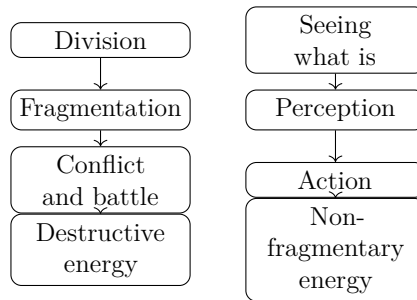 Division
Fragmentation
Conflict
and battle
Destructive
energy
Seeing
what is
Perception
Action
Non-
fragmentary
energy